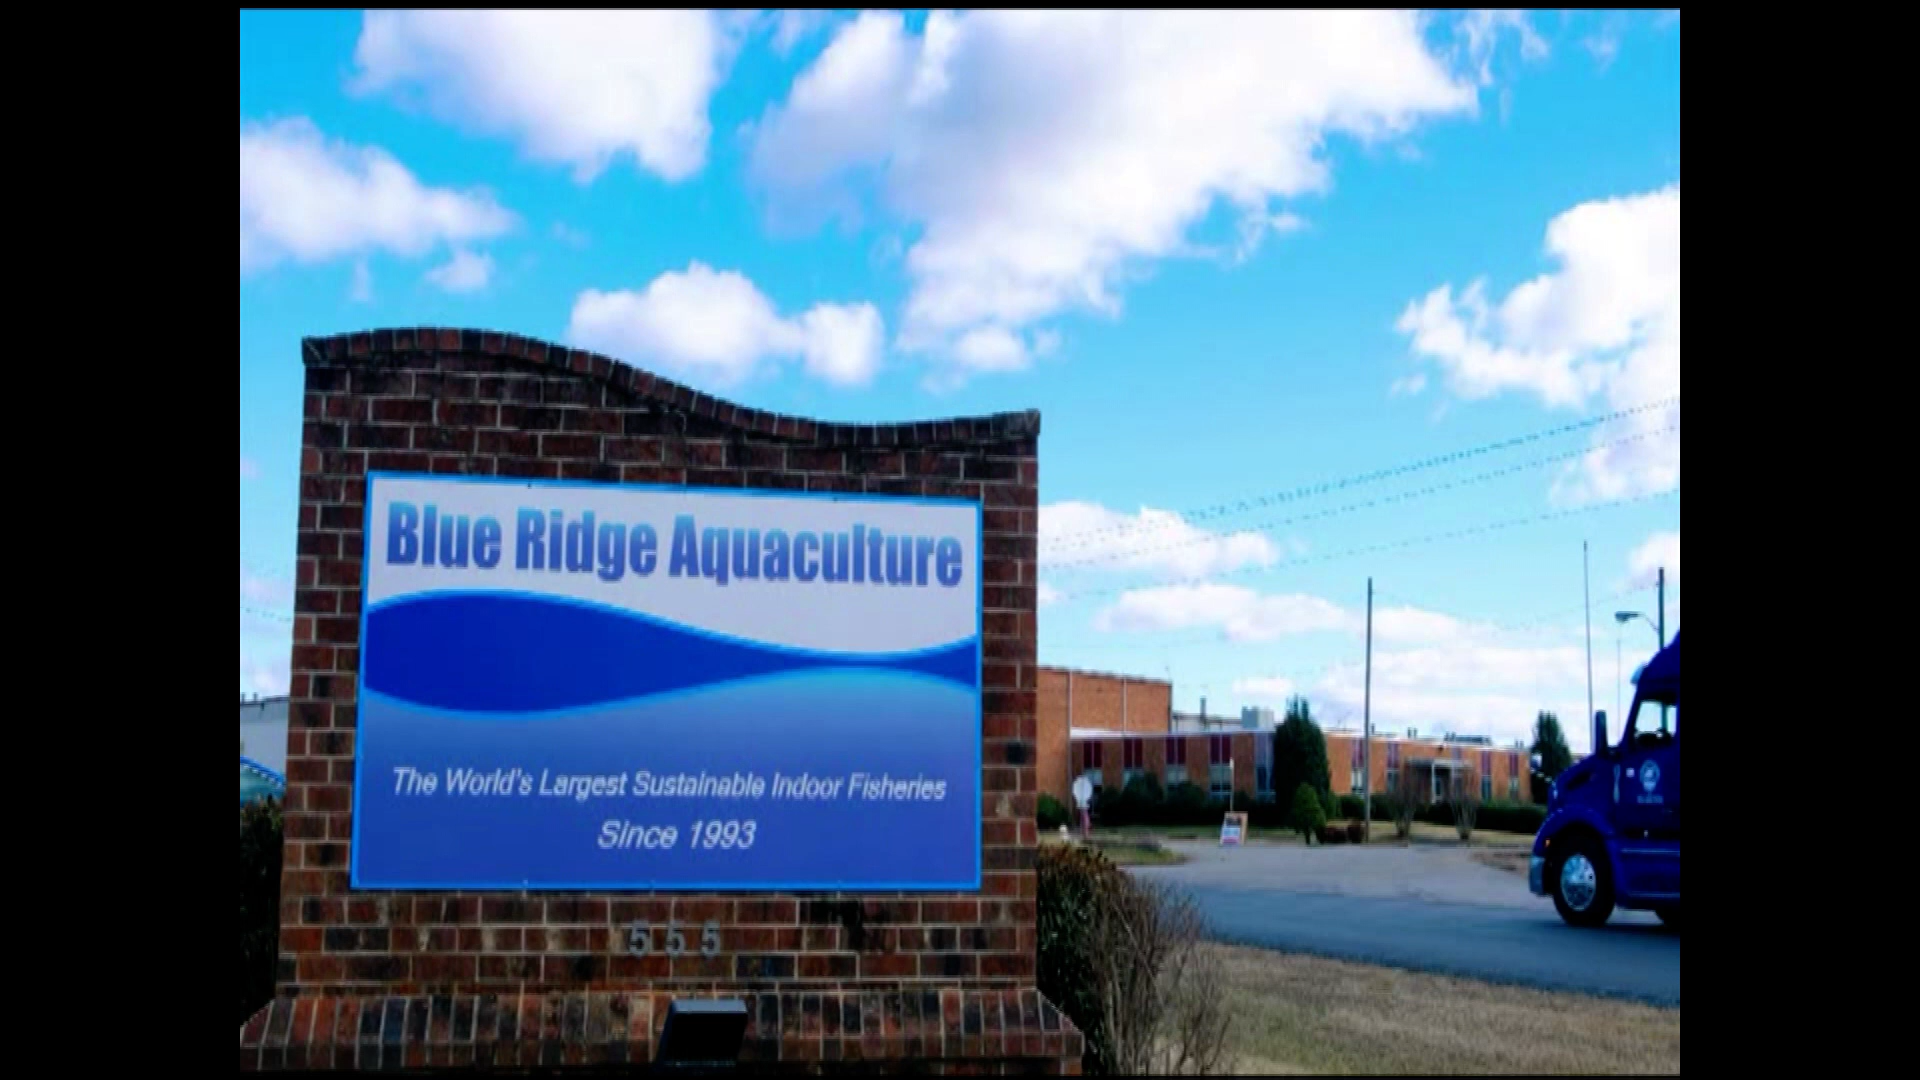 Blue Ridge Aquaculture
The World's Largest Sustainable Indoor Fisheries
Since 1993
555